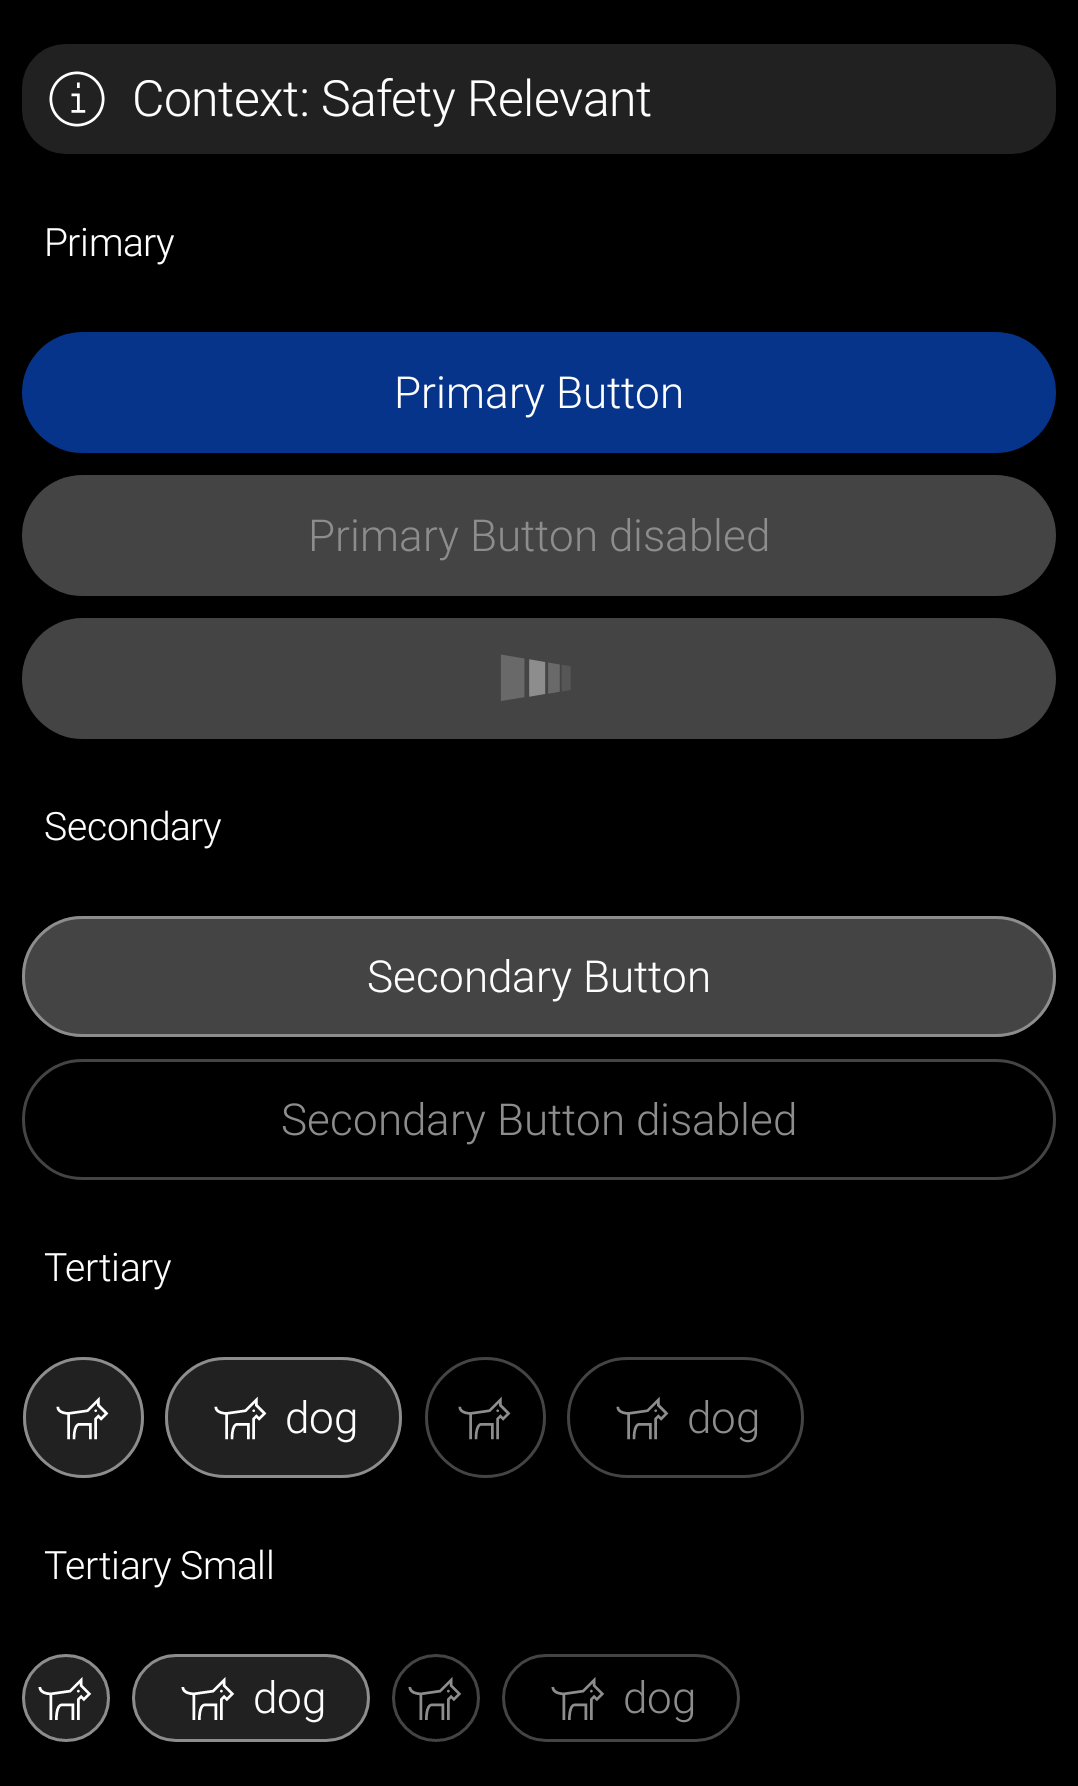 Context: Safety Relevant
Primary
Primary Button
Primary Button disabled
Secondary
Secondary Button
Secondary Button disabled
Tertiary
dog dog
Tertiary Small
dog dog